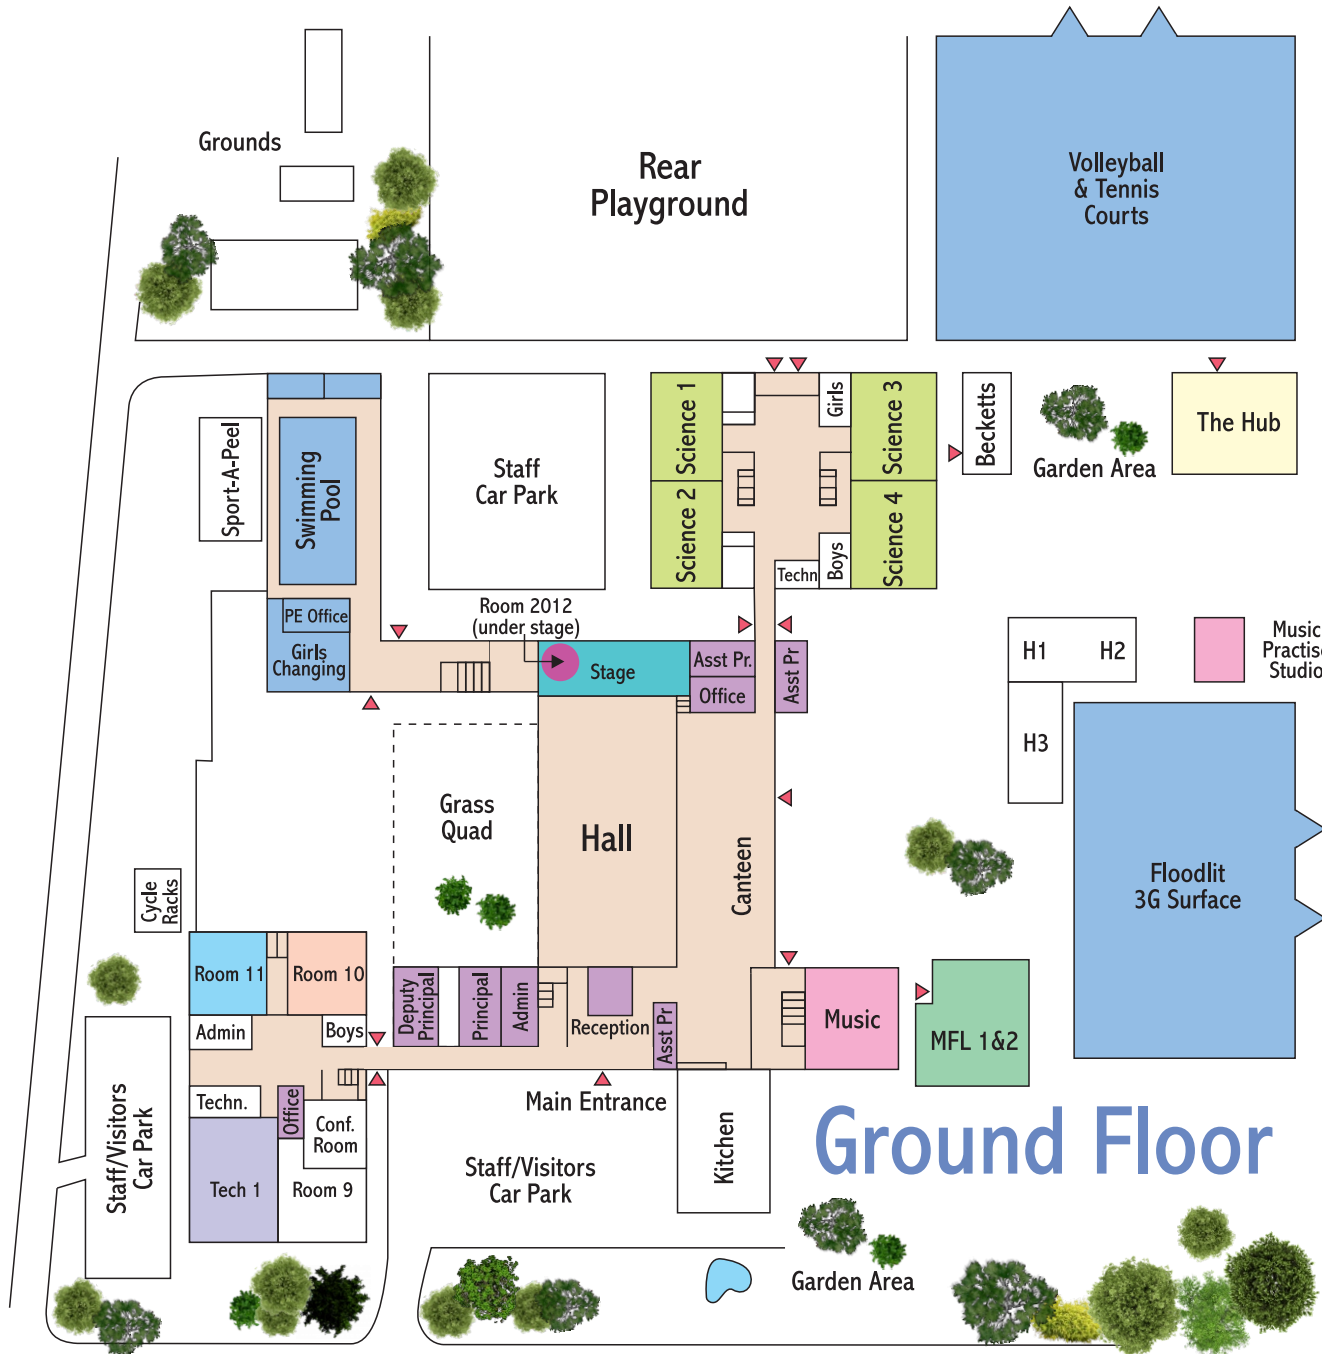 Grounds
Rear
Playground
Volleyball
& Tennis
Courts
Sport-A-Peel
Swimming
Pool
Staff
Car Park
Science 1
Science 2
Girls
Science 3
Science 4
Boys
Techn
Becketts
Garden Area
The Hub
PE Office
Girls
Changing
Room 2012
(under stage)
Stage
Asst Pr.
Office
Asst Pr
H1
H2
H3
Music
Practise
Studio
Grass
Quad
Hall
Canteen
Floodlit
3G Surface
Cycle
Racks
Room 11
Room 10
Admin
Boys
Deputy
Principal
Principal
Admin
Reception
Asst Pr
Music
MFL 1&2
Main Entrance
Techn.
Office
Conf.
Room
Tech 1
Room 9
Staff/Visitors
Car Park
Staff/Visitors
Car Park
Kitchen
Ground Floor
Garden Area